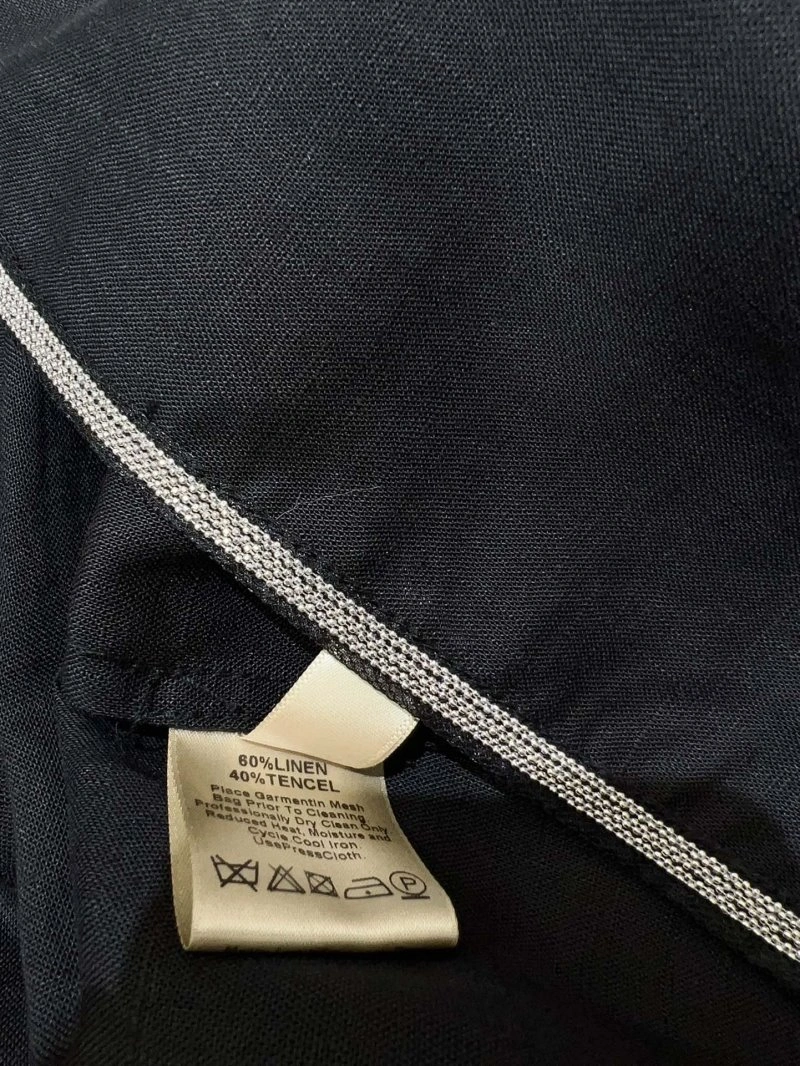 60%LINEN
40%TENCEL
Place Garmentin Mesh
Bag Prior To Cleaning
Professionally Dry Clean Only
Reduced Heat, Moisture and
Cycle Cool Iron.
UsePressCloth.
P